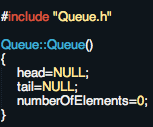 #include "Queue.h"
Queue::Queue()
{
head=NULL;
tail=NULL;
numberOfElements=0;
}